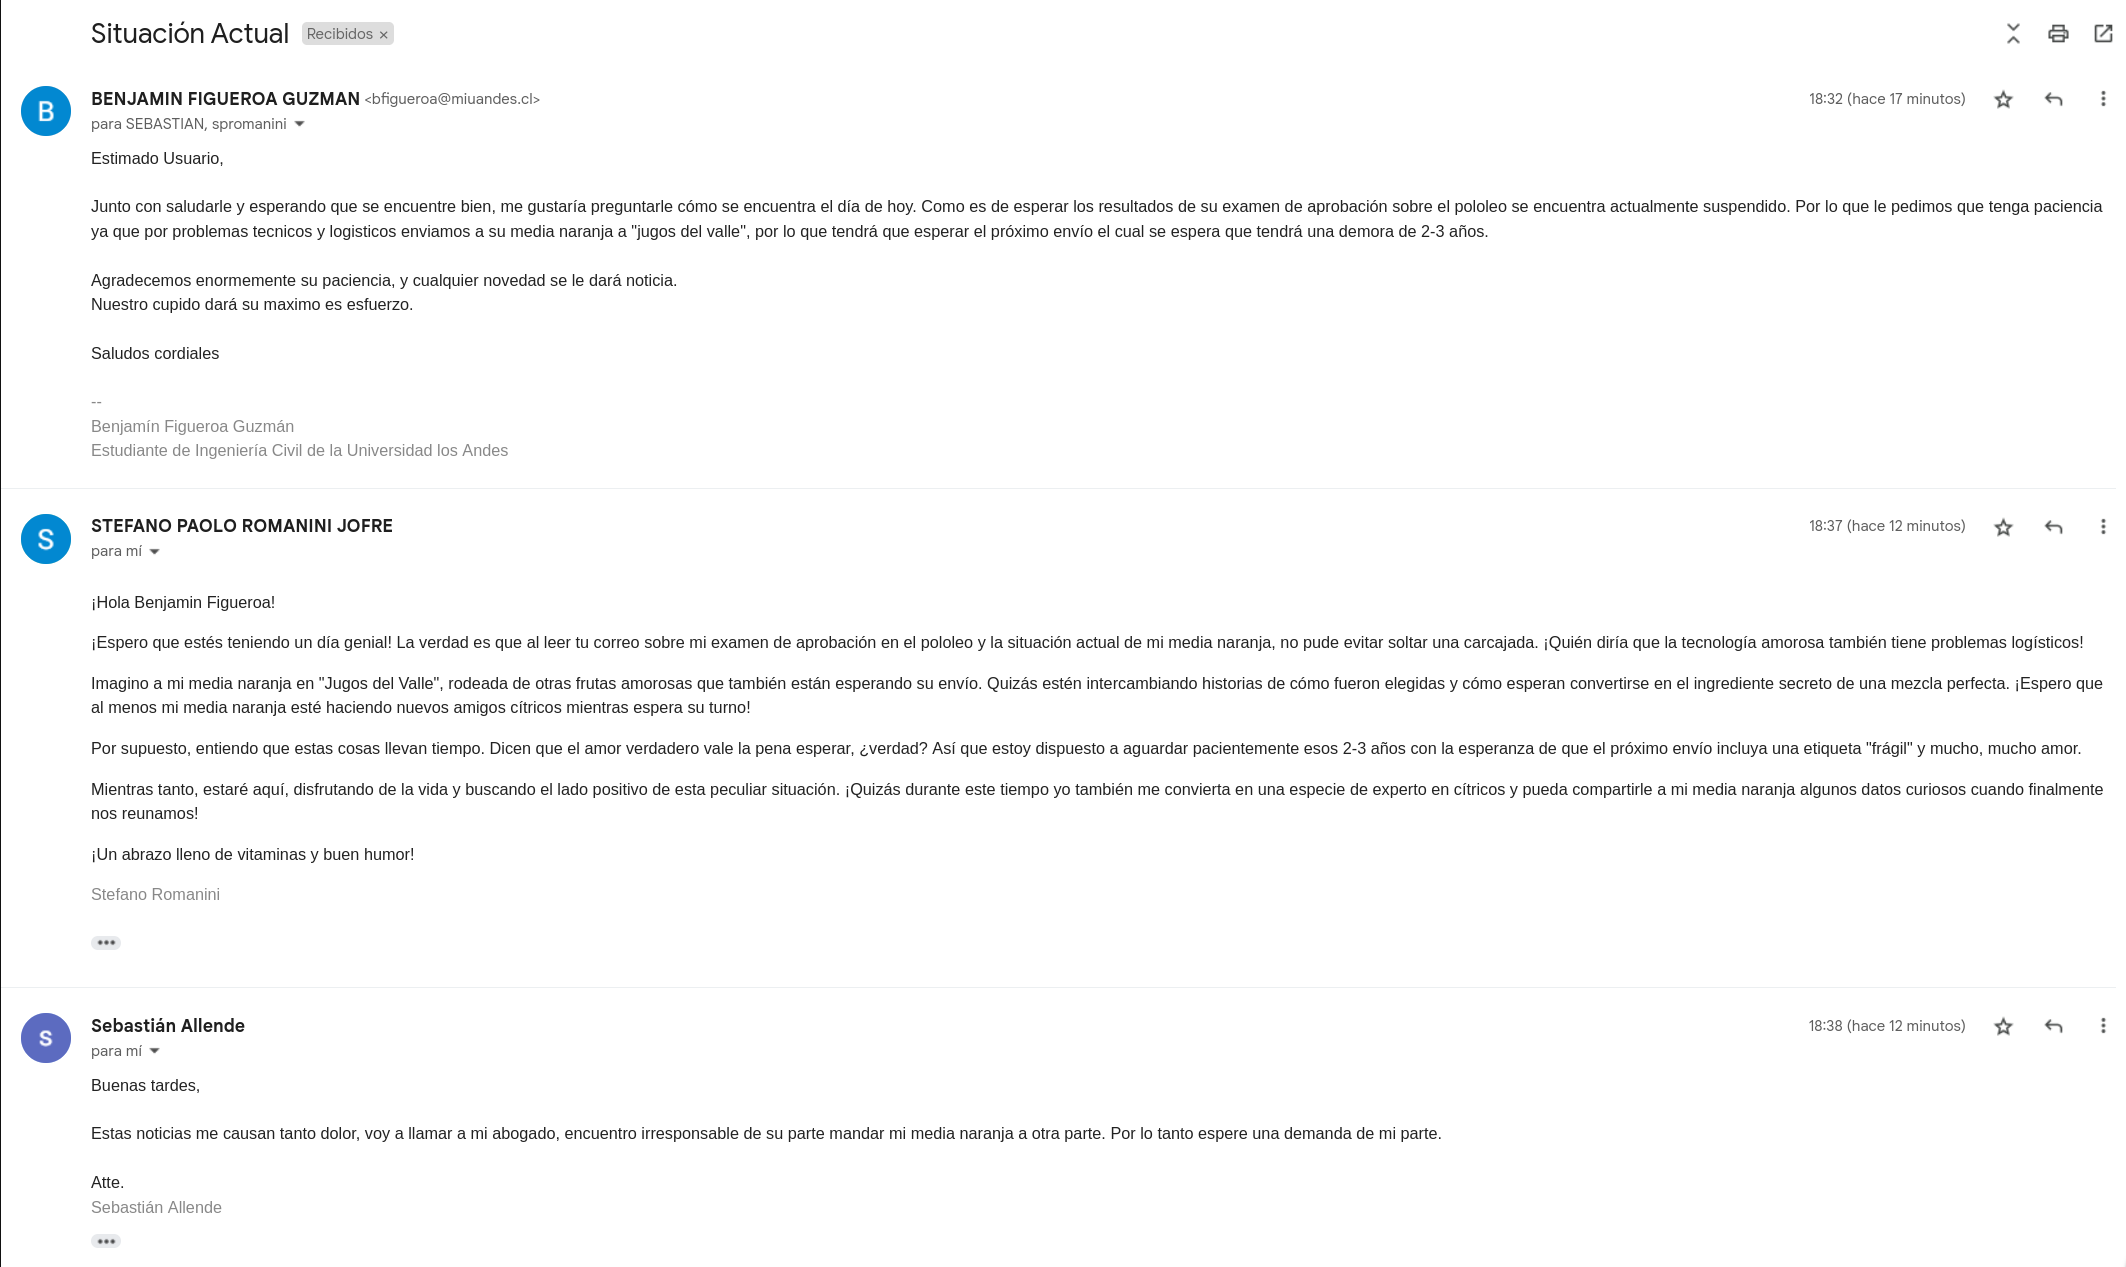 Situación Actual Recibidos ×
BENJAMIN FIGUEROA GUZMAN <bfigueroa@miuandes.cl> 18:32 (hace 17 minutos)
para SEBASTIAN, spromanini
Estimado Usuario,
Junto con saludarle y esperando que se encuentre bien, me gustaría preguntarle cómo se encuentra el día de hoy. Como es de esperar los resultados de su examen de aprobación sobre el pololeo se encuentra actualmente suspendido. Por lo que le pedimos que tenga paciencia
ya que por problemas tecnicos y logisticos enviamos a su media naranja a "jugos del valle", por lo que tendrá que esperar el próximo envío el cual se espera que tendrá una demora de 2-3 años.
Agradecemos enormemente su paciencia, y cualquier novedad se le dará noticia.
Nuestro cupido dará su maximo es esfuerzo.
Saludos cordiales
--
Benjamín Figueroa Guzmán
Estudiante de Ingeniería Civil de la Universidad los Andes
STEFANO PAOLO ROMANINI JOFRE 18:37 (hace 12 minutos)
para mí
¡Hola Benjamin Figueroa!
¡Espero que estés teniendo un día genial! La verdad es que al leer tu correo sobre mi examen de aprobación en el pololeo y la situación actual de mi media naranja, no pude evitar soltar una carcajada. ¡Quién diría que la tecnología amorosa también tiene problemas logísticos!
Imagino a mi media naranja en "Jugos del Valle", rodeada de otras frutas amorosas que también están esperando su envío. Quizás estén intercambiando historias de cómo fueron elegidas y cómo esperan convertirse en el ingrediente secreto de una mezcla perfecta. ¡Espero que
al menos mi media naranja esté haciendo nuevos amigos cítricos mientras espera su turno!
Por supuesto, entiendo que estas cosas llevan tiempo. Dicen que el amor verdadero vale la pena esperar, ¿verdad? Así que estoy dispuesto a aguardar pacientemente esos 2-3 años con la esperanza de que el próximo envío incluya una etiqueta "frágil" y mucho, mucho amor.
Mientras tanto, estaré aquí, disfrutando de la vida y buscando el lado positivo de esta peculiar situación. ¡Quizás durante este tiempo yo también me convierta en una especie de experto en cítricos y pueda compartirle a mi media naranja algunos datos curiosos cuando finalmente
nos reunamos!
¡Un abrazo lleno de vitaminas y buen humor!
Stefano Romanini
Sebastián Allende 18:38 (hace 12 minutos)
para mí
Buenas tardes,
Estas noticias me causan tanto dolor, voy a llamar a mi abogado, encuentro irresponsable de su parte mandar mi media naranja a otra parte. Por lo tanto espere una demanda de mi parte.
Atte.
Sebastián Allende